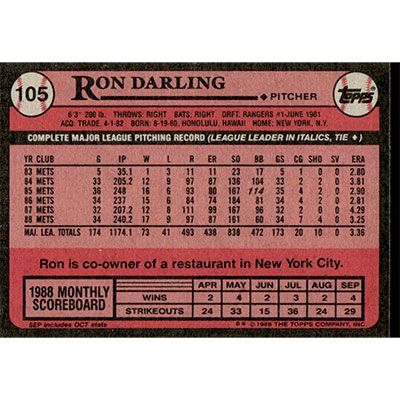 105
RON DARLING
◆ PITCHER
Topps
6'3" 200 lb. THROWS: RIGHT BATS: RIGHT DRFT: RANGERS #1-JUNE 1981
ACQ: TRADE, 4-1-82 BORN: 8-19-60, HONOLULU, HAWAII HOME: NEW YORK, N.Y.
COMPLETE MAJOR LEAGUE PITCHING RECORD (LEAGUE LEADER IN ITALICS, TIE ◆)
YR CLUB G IP W L R ER SO BB GS CG SHO SV ERA
83 METS 5 35.1 1 3 11 11 23 17 5 1 0 0 2.80
84 METS 33 205.2 12 9 97 87 136 104 33 2 2 0 3.81
85 METS 36 248 16 6 93 80 167 114 35 4 2 0 2.90
86 METS 34 237 15 6 84 74 184 81 34 4 2 0 2.81
87 METS 32 207.2 12 8 111 99 167 96 32 2 0 0 4.29
88 METS 34 240.2 17 9 97 87 161 60 34 7 4 0 3.25
MAJ. LEA. TOTALS 174 1174.1 73 41 493 438 838 472 173 20 10 0 3.36
Ron is co-owner of a restaurant in New York City.
1988 MONTHLY SCOREBOARD
APR MAY JUN JUL AUG SEP
WINS 2 4 2 3 2 4
STRIKEOUTS 24 33 15 36 24 29
SEP Includes OCT stats
© 1989 THE TOPPS COMPANY, INC.